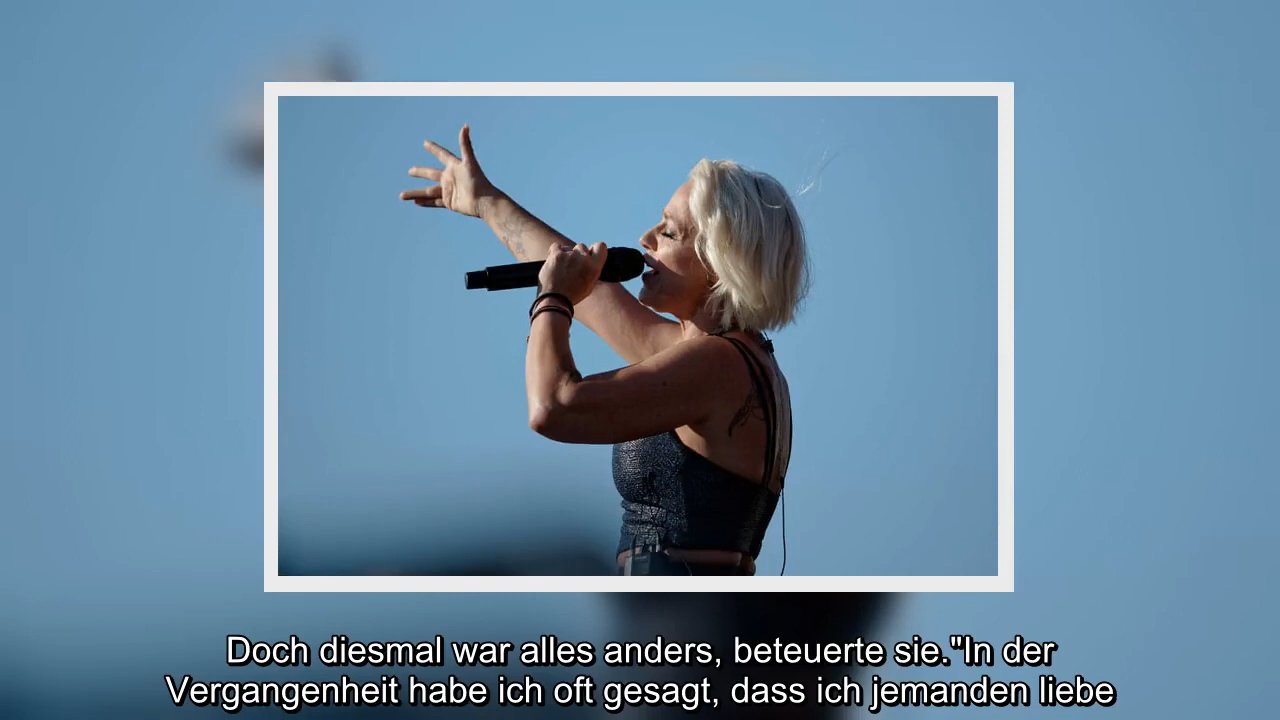 Doch diesmal war alles anders, beteuerte sie."In der
Vergangenheit habe ich oft gesagt, dass ich jemanden liebe